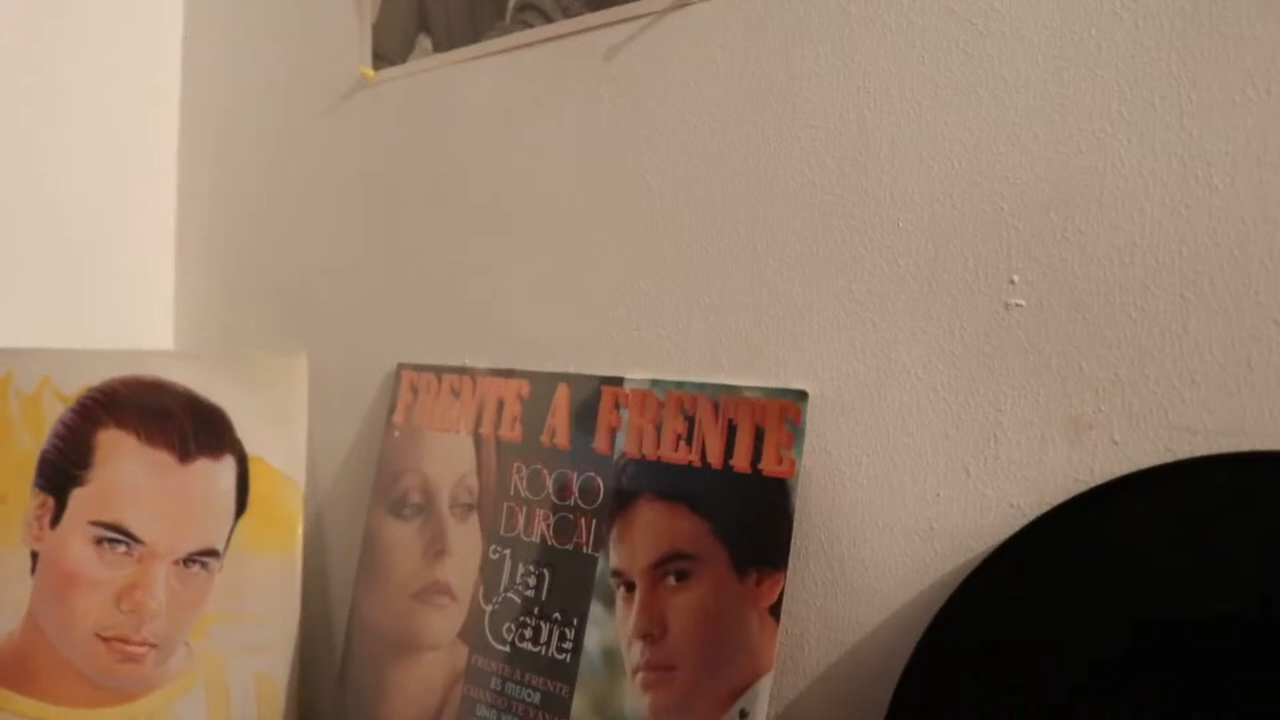 FRENTE A FRENTE
ROCIO
DURCAL
Juan
Gabriel
FRENTE A FRENTE
ES MEJOR
CUANDO TE VAYAS